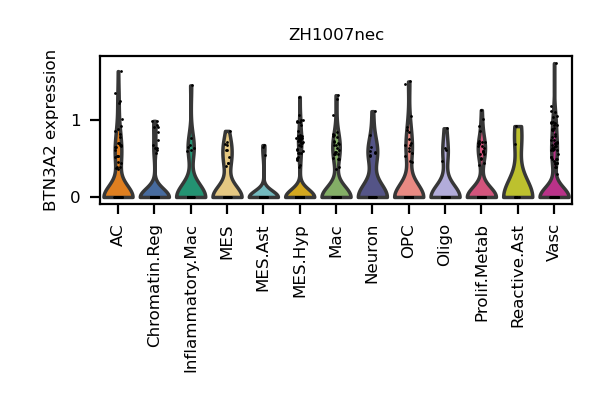 ZH1007nec
BTN3A2 expression
1
0
AC
Chromatin.Reg
Inflammatory.Mac
MES
MES.Ast
MES.Hyp
Mac
Neuron
OPC
Oligo
Prolif.Metab
Reactive.Ast
Vasc